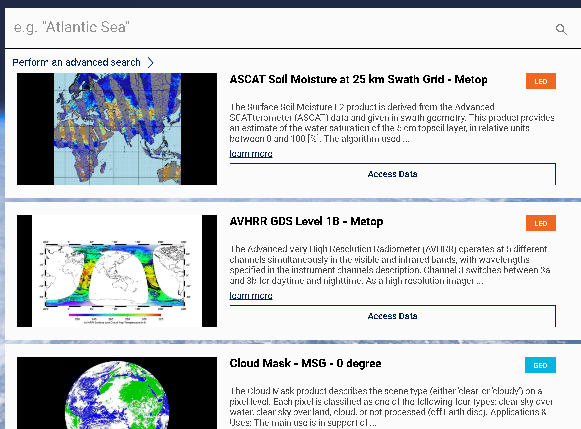 e.g. "Atlantic Sea"
Perform an advanced search
ASCAT Soil Moisture at 25 km Swath Grid - Metop
LEO
The Surface Soil Moisture L2 product is derived from the Advanced
SCATterometer (ASCAT) data and given in swath geometry. This product provides
an estimate of the water saturation of the 5 cm topsoil layer, in relative units
between 0 and 100 [%]. The algorithm used ...
learn more
Access Data
AVHRR GDS Level 1B - Metop
LEO
The Advanced Very High Resolution Radiometer (AVHRR) operates at 5 different
channels simultaneously in the visible and infrared bands, with wavelengths
specified in the instrument channels description. Channel 3 switches between 3a
and 3b for daytime and nighttime. As a high resolution imager ...
learn more
Access Data
Cloud Mask - MSG - 0 degree
GEO
The Cloud Mask product describes the scene type (either 'clear' or 'cloudy') on a
pixel level. Each pixel is classified as one of the following four types: clear sky over
water, clear sky over land, cloud, or not processed (off Earth disc). Applications &
Uses: The main use is in support of ...